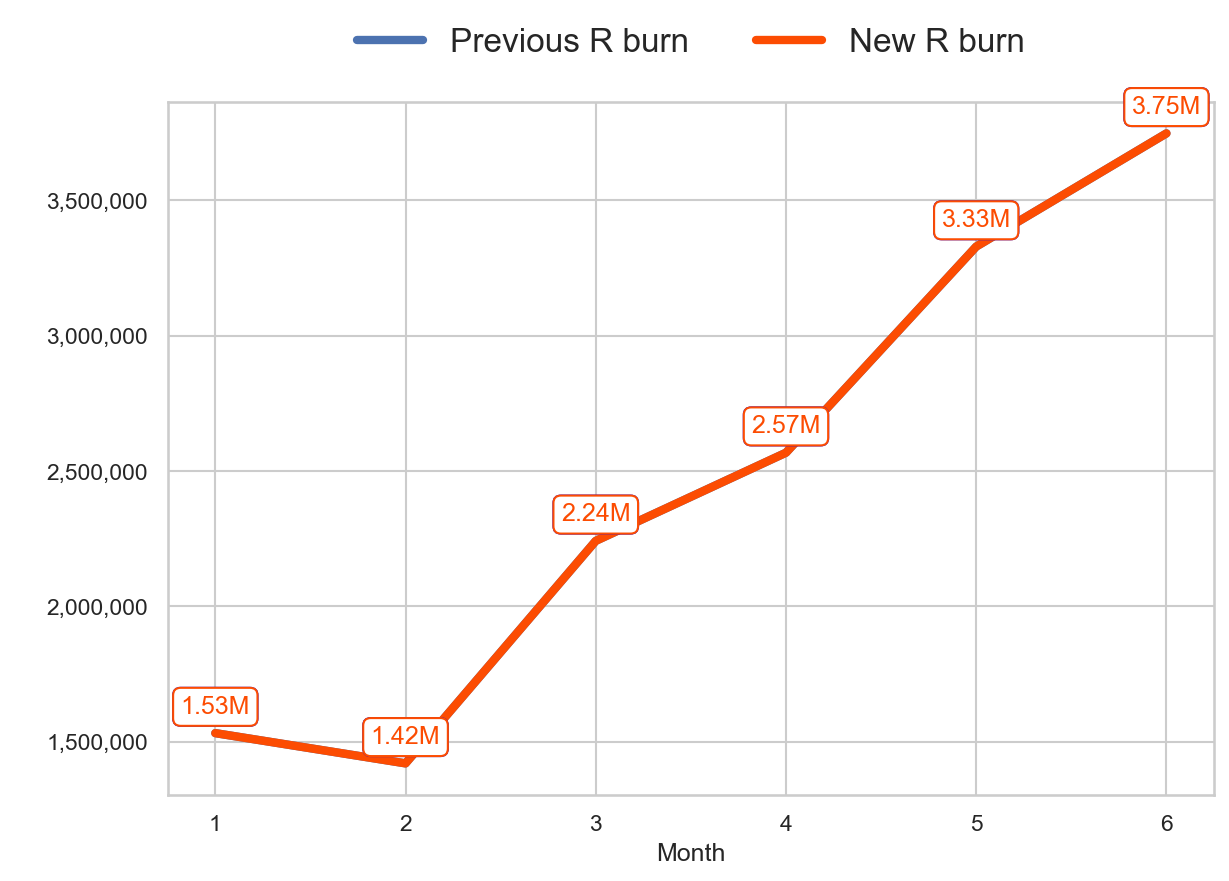 Previous R burn New R burn
3.75M
3,500,000
3.33M
3,000,000
2.57M
2,500,000
2.24M
2,000,000
1.53M
1.42M
1,500,000
1 2 3 4 5 6
Month